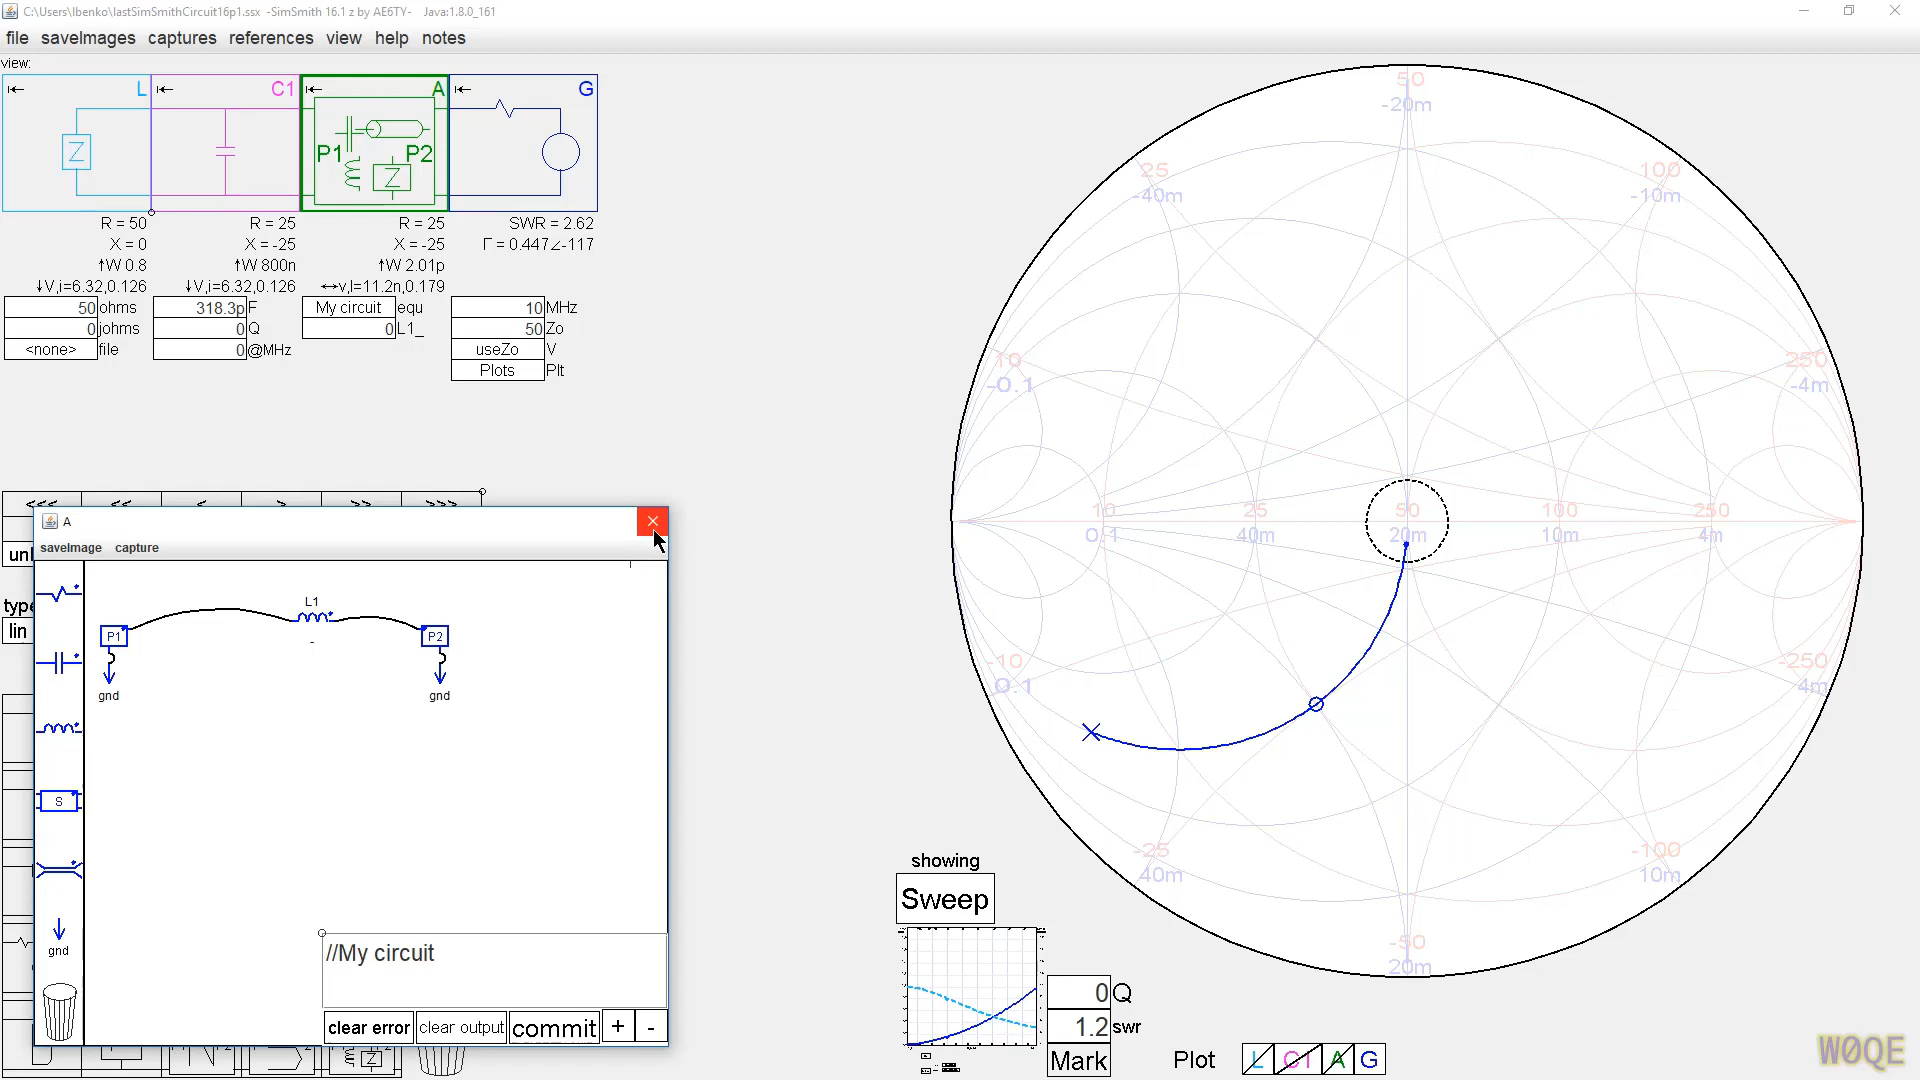 C:\Users\lbenko\lastSimSmithCircuit16p1.ssx -SimSmith 16.1 z by AE6TY- Java:1.8.0_161
file saveImages captures references view help notes
view:
L C1 A G
Z P1 P2 Z
R = 50 R = 25 R = 25 SWR = 2.62
X = 0 X = -25 X = -25 Γ = 0.447∠-117
↑W 0.8 ↑W 800n ↑W 2.01p
↓V,i=6.32,0.126 ↓V,i=6.32,0.126 ↔v,I=11.2n,0.179
50 ohms 318.3p F My circuit equ 10 MHz
0 johms 0 Q 0 L1_ 50 Zo
<none> file 0 @MHz useZo V
Plots Plt
<<< << < > >> >>>
type
lin
A
saveImage capture
L1
P1 P2
-
gnd gnd
S
gnd
//My circuit
clear error clear output commit + -
Z
50
-20m
25 100
-40m -10m
10 250
-0.1 -4m
10 25 50 100 250
0.1 40m 20m 10m 4m
-10 -250
0.1 4m
-25 -100
40m 10m
-50
20m
showing
Sweep
0 Q
1.2 swr
Mark
Plot L C1 A G
W0QE